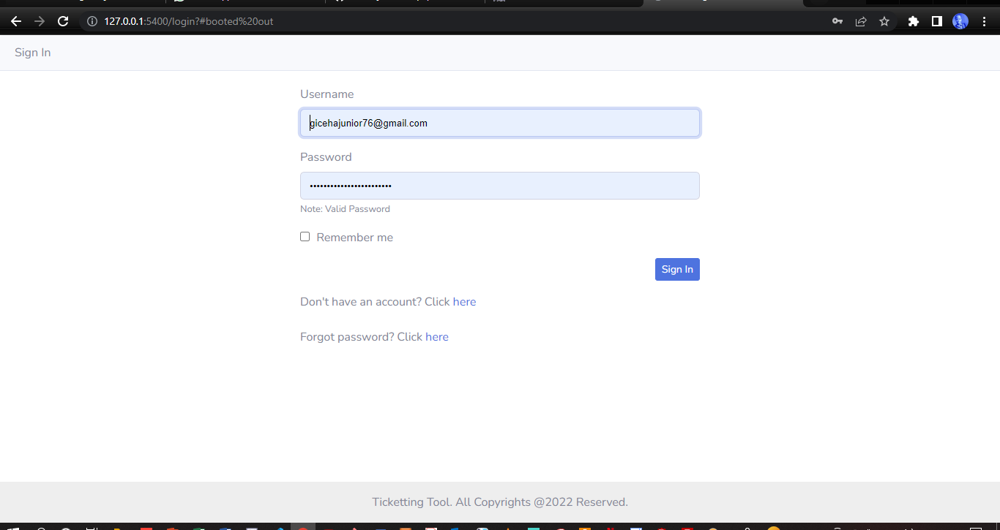 127.0.0.1:5400/login?#booted%20out
Sign In
Username
gicehajunior76@gmail.com
Password
••••••••••••••••••••••••
Note: Valid Password
Remember me
Sign In
Don't have an account? Click here
Forgot password? Click here
Ticketting Tool. All Copyrights @2022 Reserved.